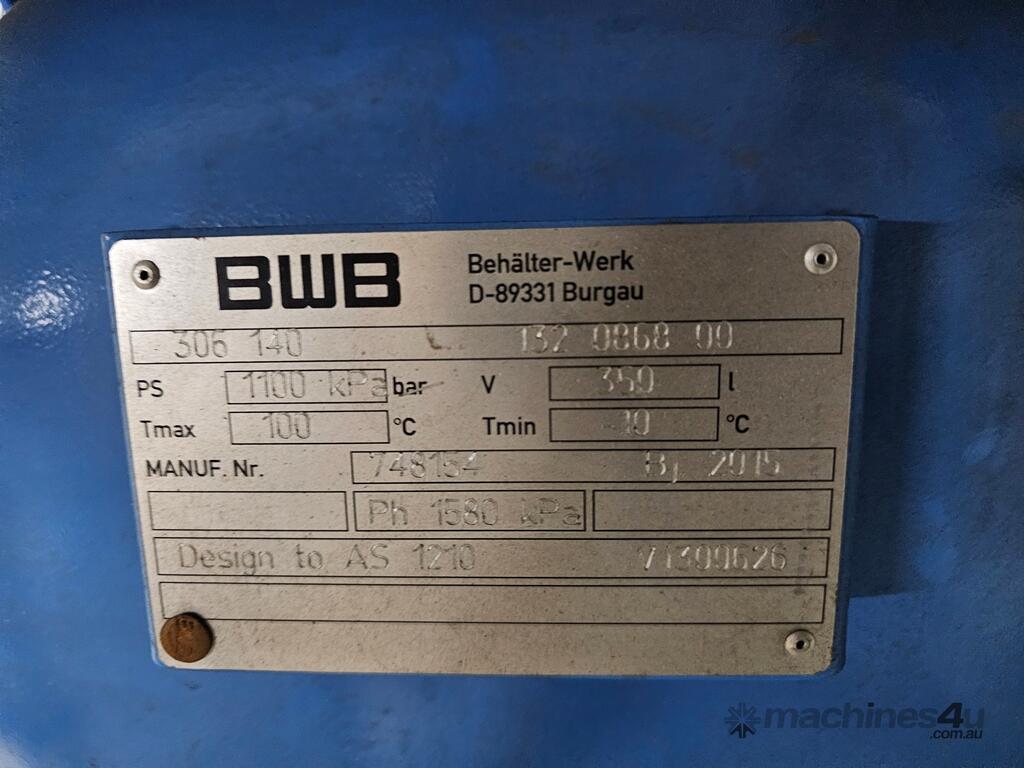 BWB
Behälter-Werk
D-89331 Burgau
306 140 132 0868 00
PS 1100 kPa bar V 350 l
Tmax 100 °C Tmin -10 °C
MANUF. Nr. 748154 Bj 2015
Ph 1580 kPa
Design to AS 1210 V1309626
machines4u
.com.au